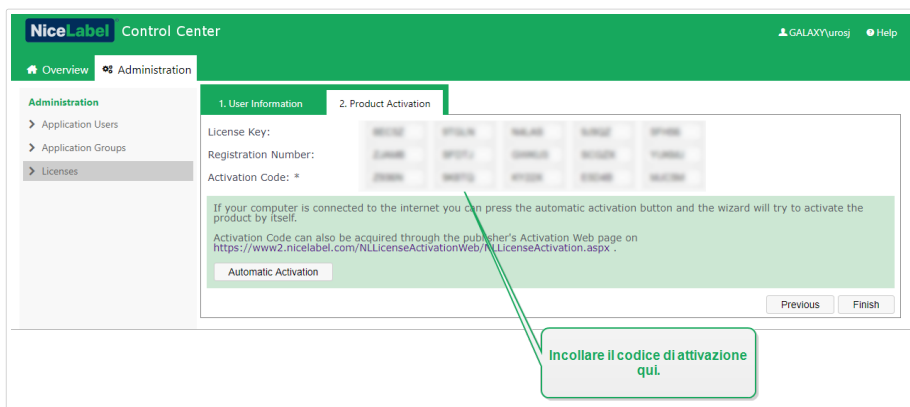 NiceLabel Control Center
GALAXY\urosj Help
Overview Administration
Administration
Application Users
Application Groups
Licenses
1. User Information 2. Product Activation
License Key:
Registration Number:
Activation Code: *
If your computer is connected to the internet you can press the automatic activation button and the wizard will try to activate the
product by itself.
Activation Code can also be acquired through the publisher's Activation Web page on
https://www2.nicelabel.com/NLLicenseActivationWeb/NLLicenseActivation.aspx .
Automatic Activation
Previous Finish
Incollare il codice di attivazione
qui.